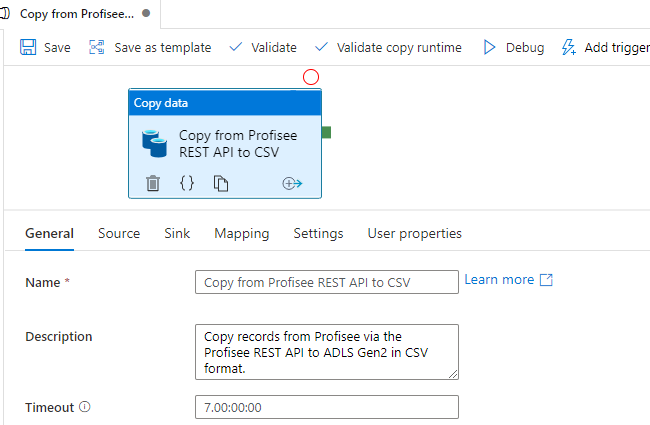 Copy from Profisee...
Save
Save as template
Validate
Validate copy runtime
Debug
Add trigger
Copy data
Copy from Profisee
REST API to CSV
{}
General
Source
Sink
Mapping
Settings
User properties
Name *
Copy from Profisee REST API to CSV
Learn more
Description
Copy records from Profisee via the
Profisee REST API to ADLS Gen2 in CSV
format.
Timeout
7.00:00:00